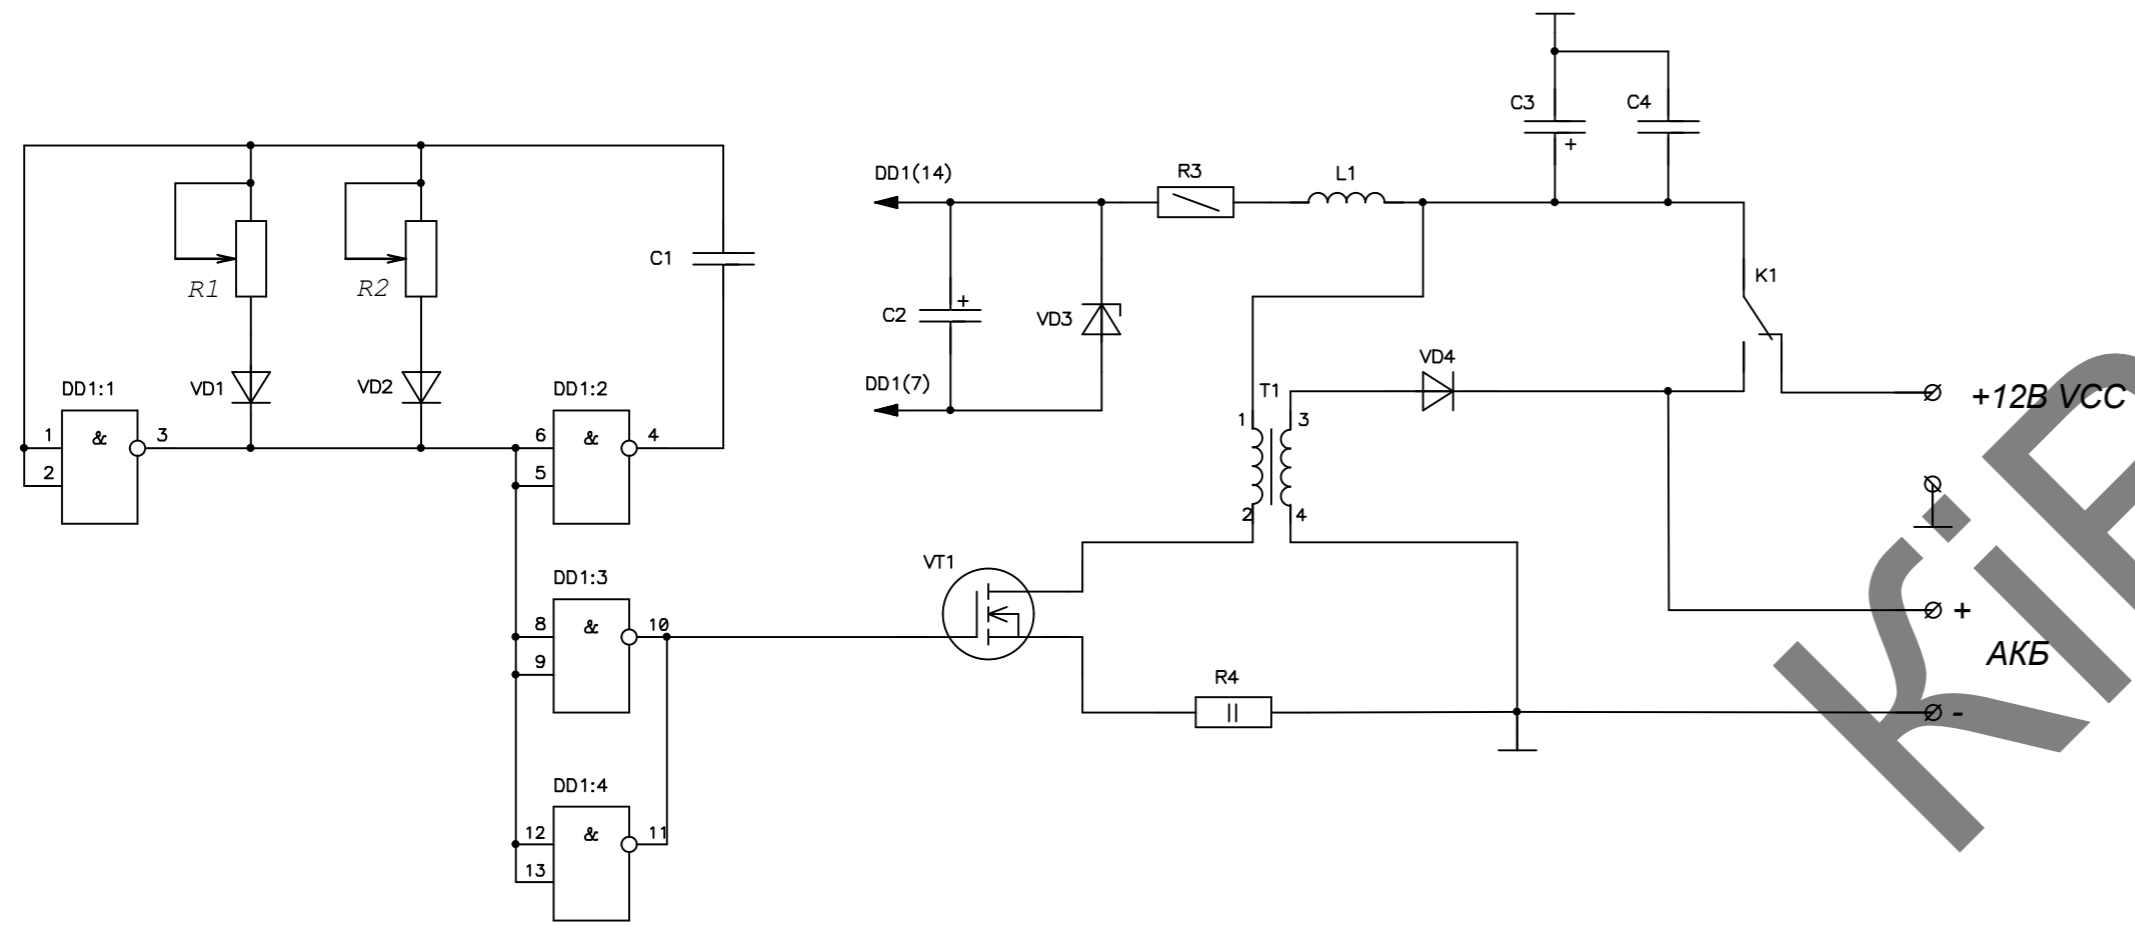 C3
C4
+
DD1(14)
R3
L1
R1
R2
C1
K1
C2
+
VD3
VD4
+12В VCC
DD1:1
VD1
VD2
DD1:2
DD1(7)
T1
1
2
&
3
6
5
&
4
1
3
2
4
VT1
DD1:3
8
9
&
10
R4
+
АКБ
-
DD1:4
12
13
&
11